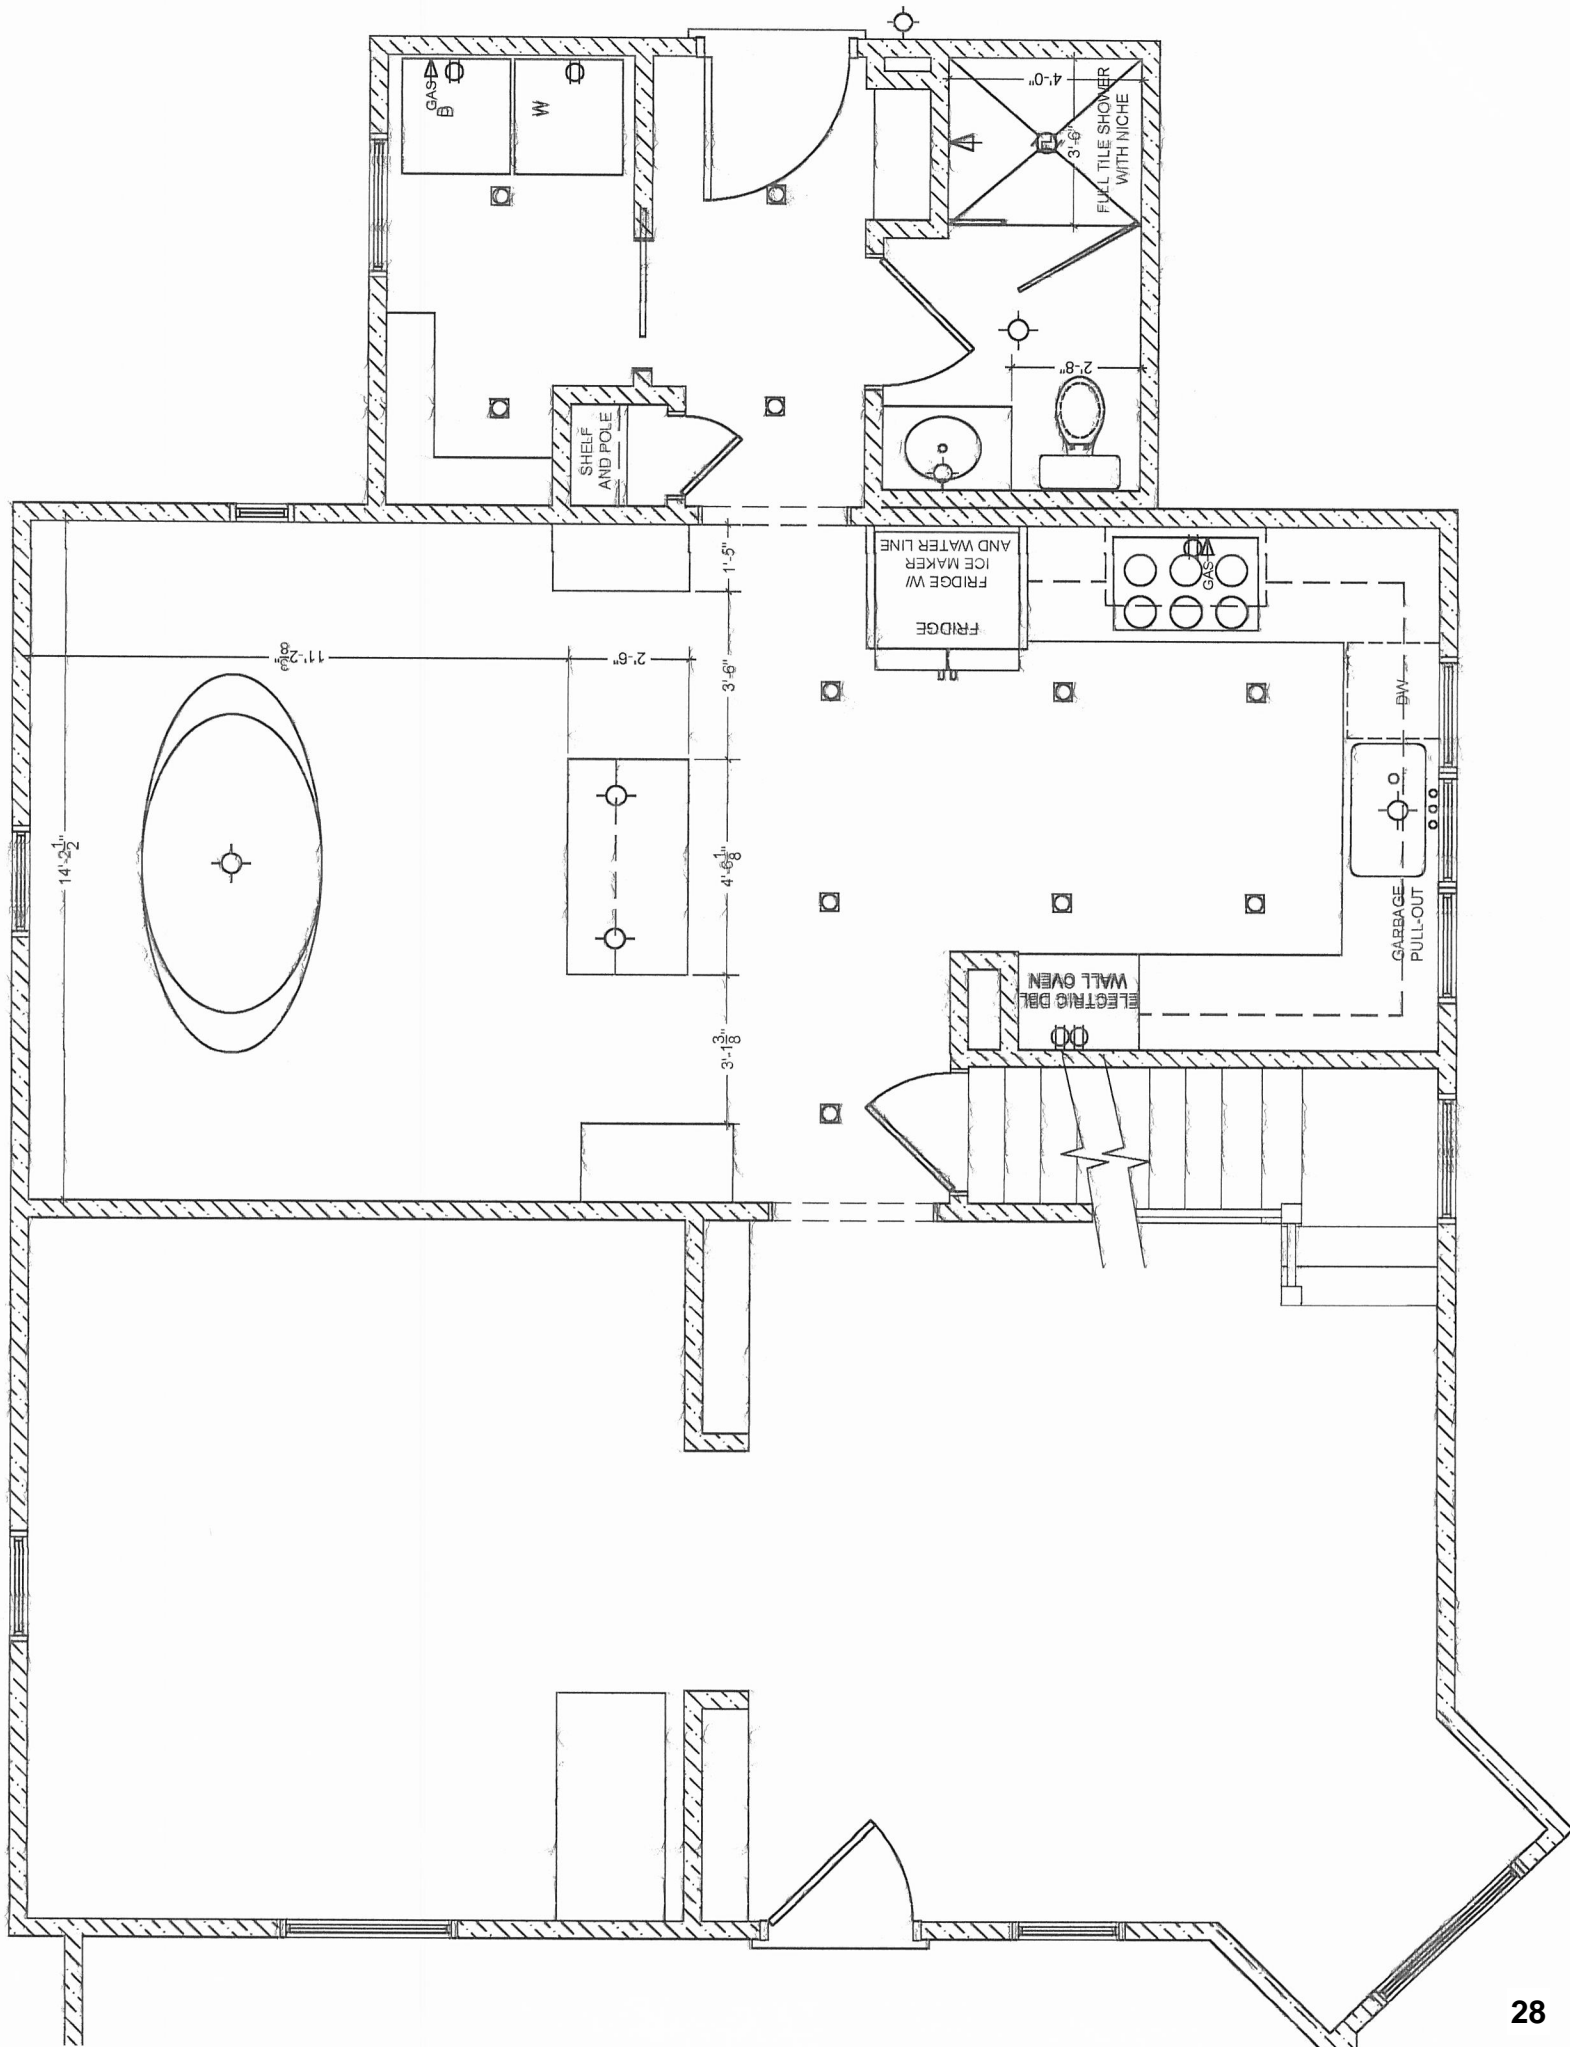 GAS
D
W
4'-0"
3'-6"
FL
FULL TILE SHOWER
WITH NICHE
2'-8"
SHELF
AND POLE
1'-5"
FRIDGE W/
ICE MAKER
AND WATER LINE
FRIDGE
GAS
11'-2 3/8"
2'-6"
3'-6"
DW
14'-2 1/2"
4'-6 1/8"
GARBAGE
PULL-OUT
ELECTRIC DBL
WALL OVEN
3'-1 3/8"
28